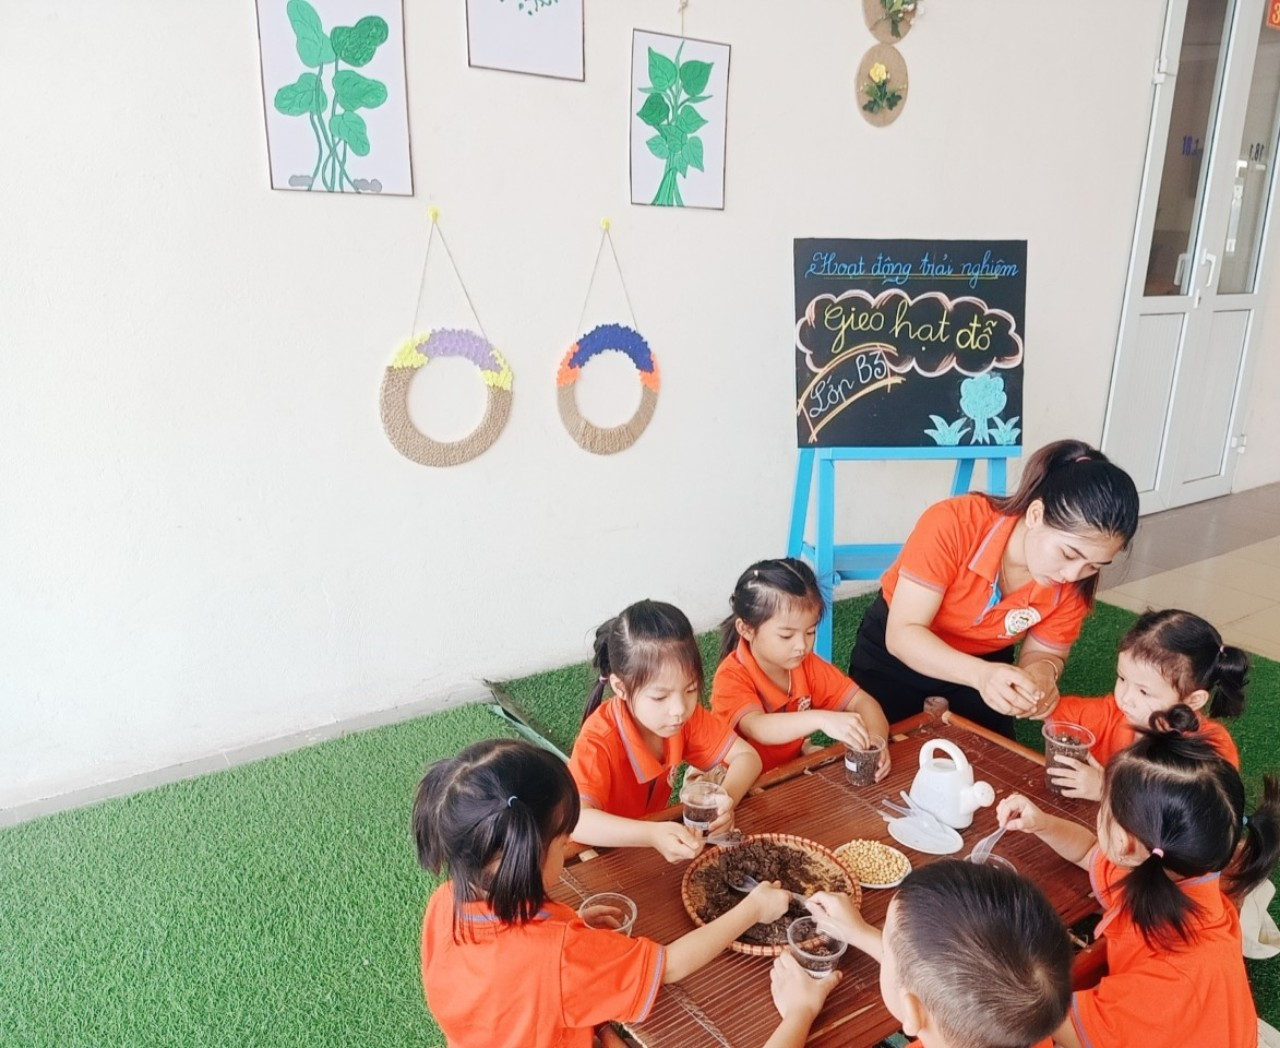 Hoạt động trải nghiệm
Gieo hạt đỗ
Lớp B3